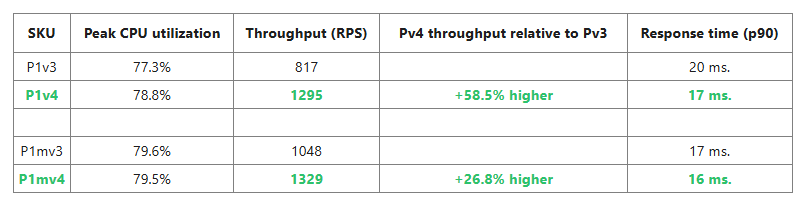 SKU Peak CPU utilization Throughput (RPS) Pv4 throughput relative to Pv3 Response time (p90)
P1v3 77.3% 817 20 ms.
P1v4 78.8% 1295 +58.5% higher 17 ms.
P1mv3 79.6% 1048 17 ms.
P1mv4 79.5% 1329 +26.8% higher 16 ms.